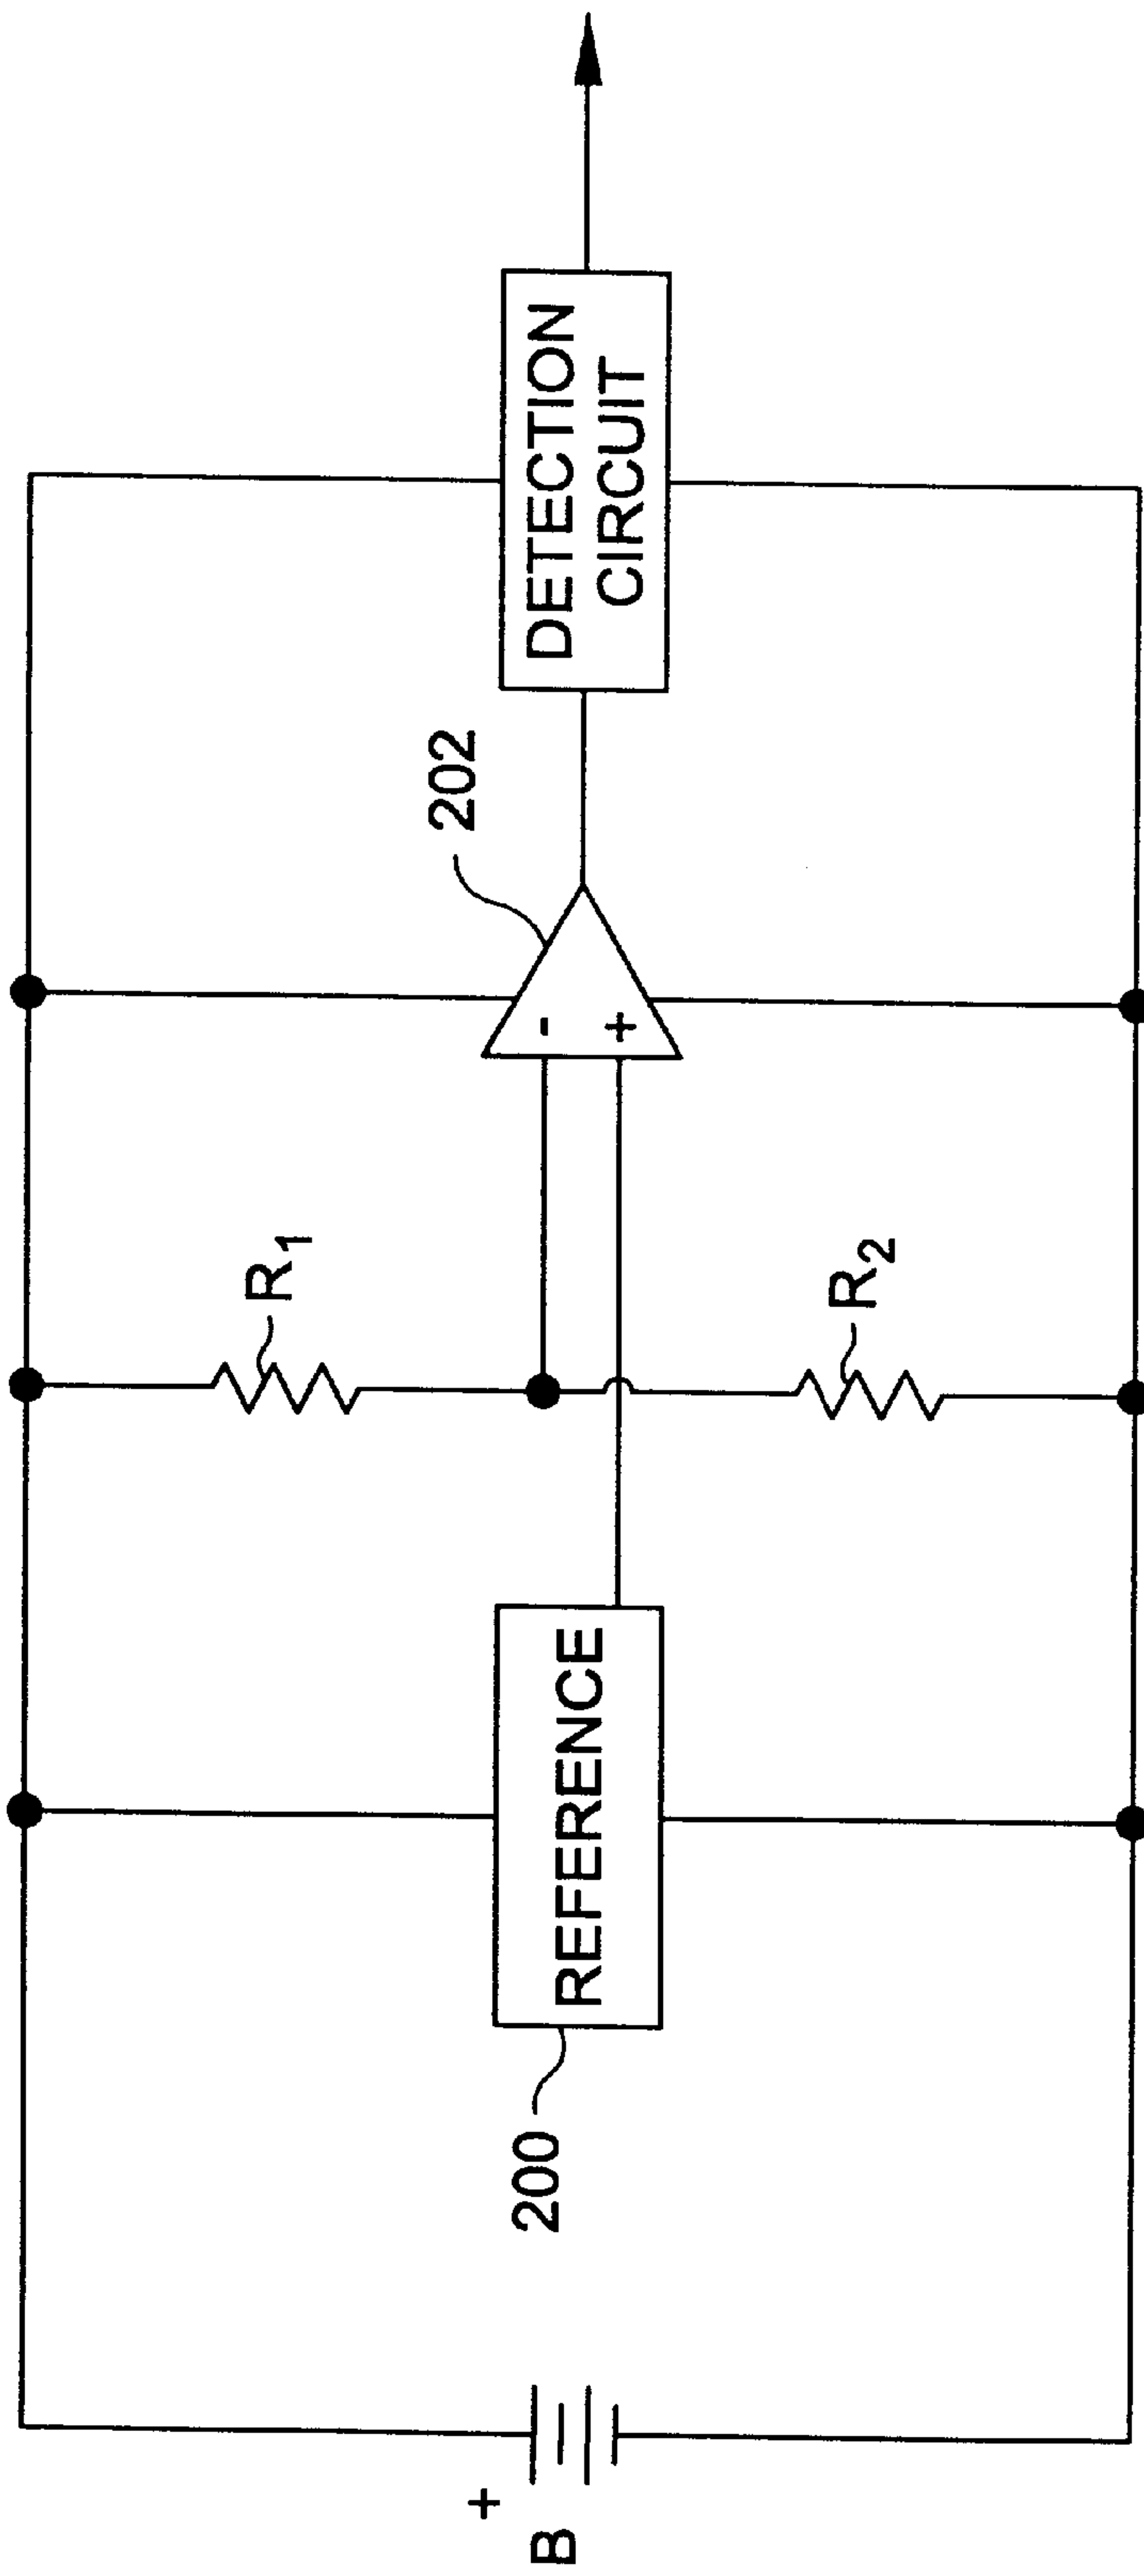 +
B
200
REFERENCE
R1
R2
-
+
202
DETECTION
CIRCUIT